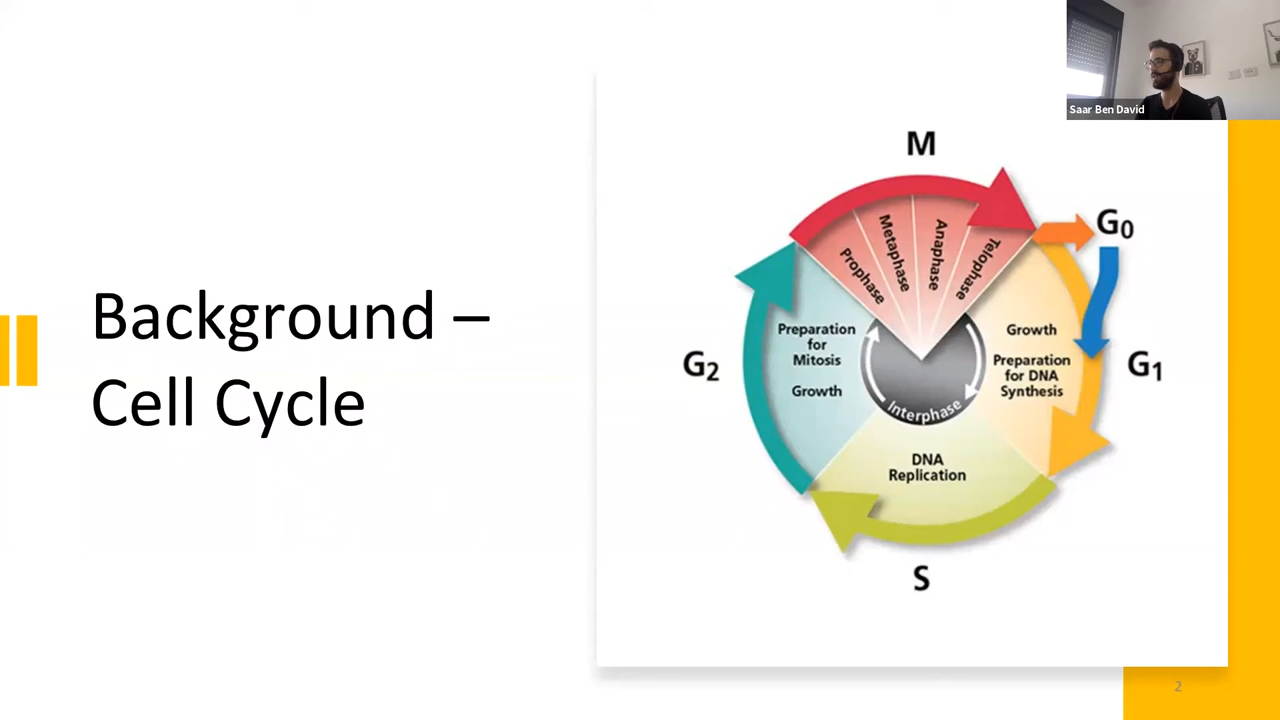 Saar Ben David
Background –
Cell Cycle
M
G0
G1
S
G2
Prophase
Metaphase
Anaphase
Telophase
Growth
Preparation
for DNA
Synthesis
DNA
Replication
Preparation
for
Mitosis
Growth
Interphase
2